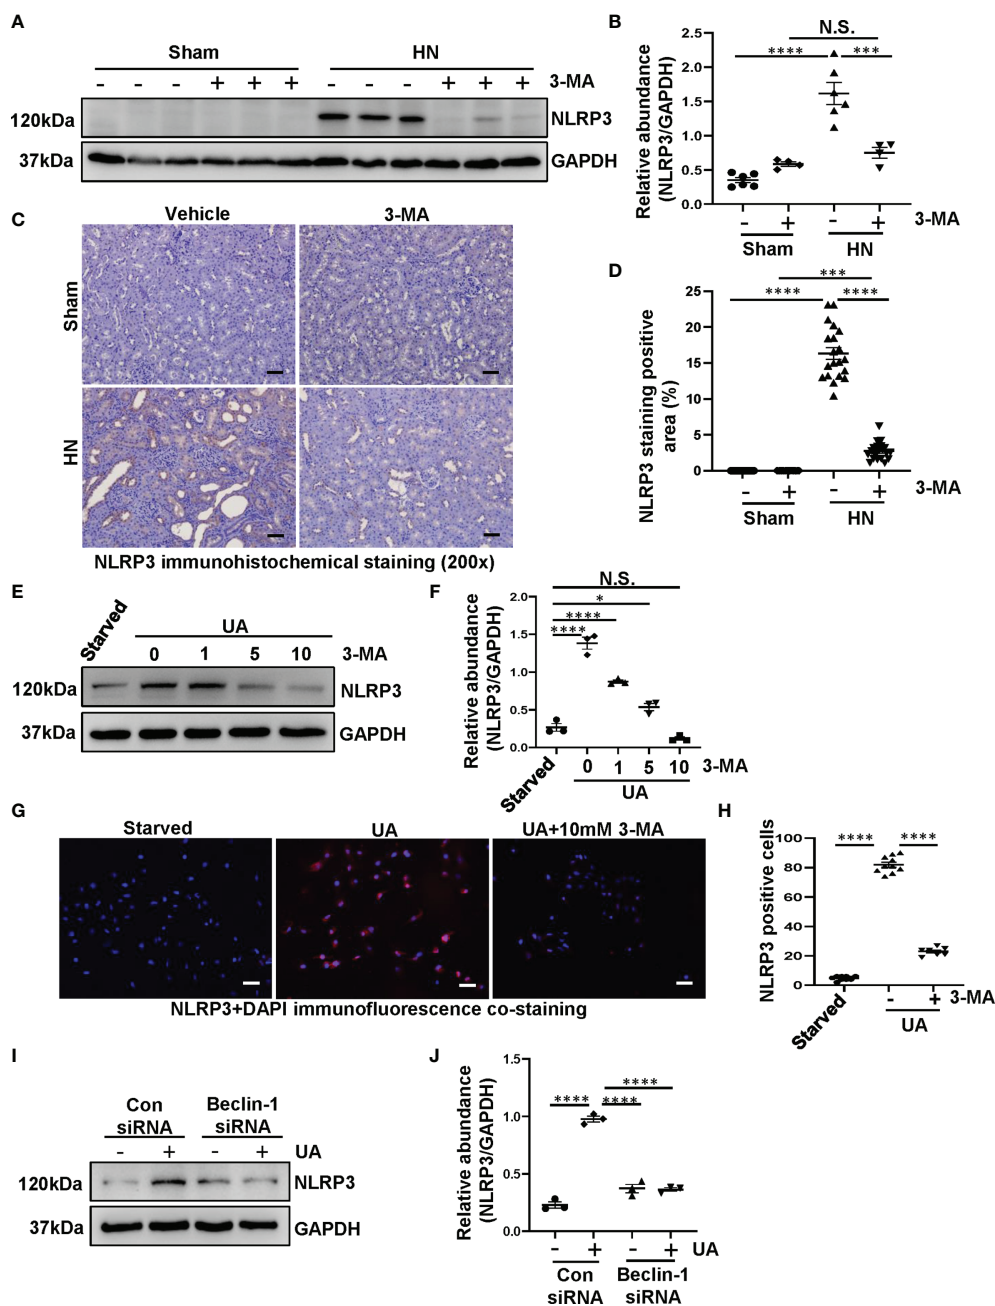 A
Sham HN
- - - + + + - - - + + + 3-MA
120kDa NLRP3
37kDa GAPDH
B
Relative abundance
(NLRP3/GAPDH)
2.5
2.0
1.5
1.0
0.5
0.0
N.S.
**** ***
- + - + 3-MA
Sham HN
C
Vehicle 3-MA
Sham
HN
NLRP3 immunohistochemical staining (200x)
D
NLRP3 staining positive
area (%)
25
20
15
10
5
0
***
**** ****
- + - + 3-MA
Sham HN
E
Starved
UA
0 1 5 10 3-MA
120kDa NLRP3
37kDa GAPDH
F
Relative abundance
(NLRP3/GAPDH)
2.0
1.5
1.0
0.5
0.0
N.S.
*
****
****
Starved 0 1 5 10 3-MA
UA
G
Starved UA UA+10mM 3-MA
NLRP3+DAPI immunofluorescence co-staining
H
NLRP3 positive cells
100
80
60
40
20
0
**** ****
Starved - + 3-MA
UA
I
Con Beclin-1
siRNA siRNA
- + - + UA
120kDa NLRP3
37kDa GAPDH
J
Relative abundance
(NLRP3/GAPDH)
1.5
1.0
0.5
0.0
****
**** ****
- + - + UA
Con Beclin-1
siRNA siRNA